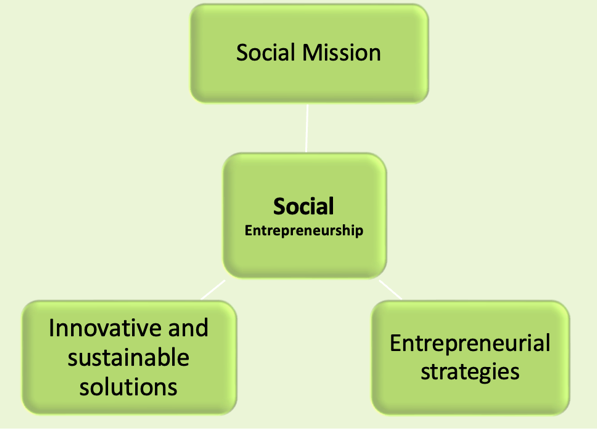 Social Mission
Social
Entrepreneurship
Innovative and
sustainable
solutions
Entrepreneurial
strategies